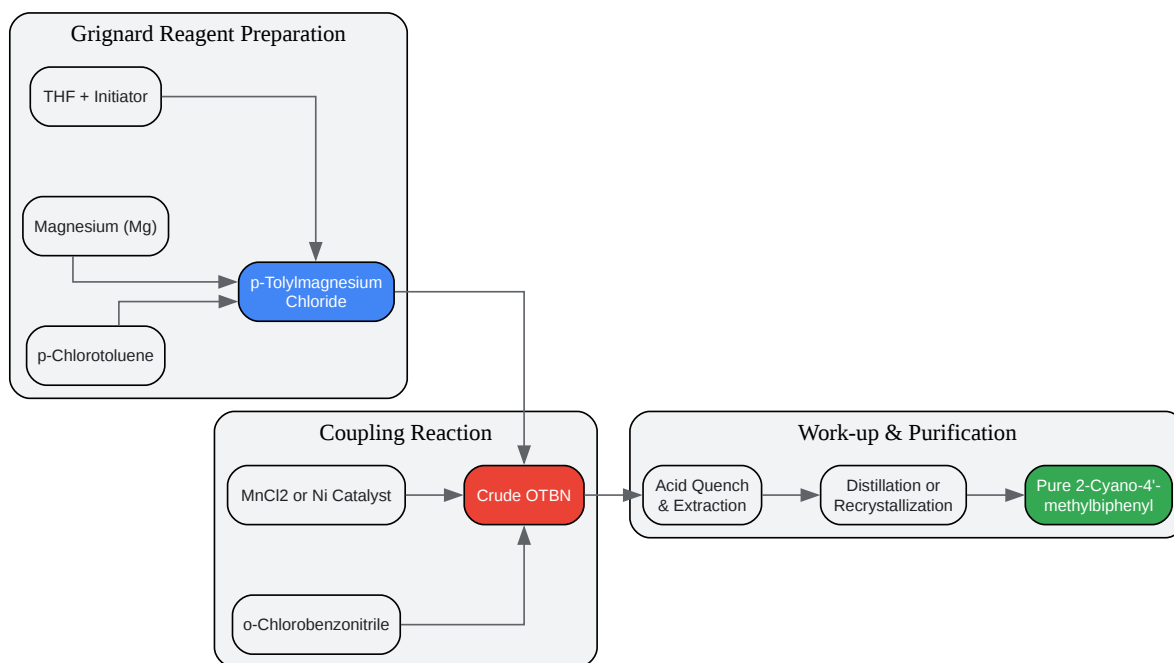 Grignard Reagent Preparation
THF + Initiator
Magnesium (Mg)
p-Tolylmagnesium
Chloride
p-Chlorotoluene
Coupling Reaction
MnCl2 or Ni Catalyst
Crude OTBN
o-Chlorobenzonitrile
Work-up & Purification
Acid Quench
& Extraction
Distillation or
Recrystallization
Pure 2-Cyano-4'-
methylbiphenyl